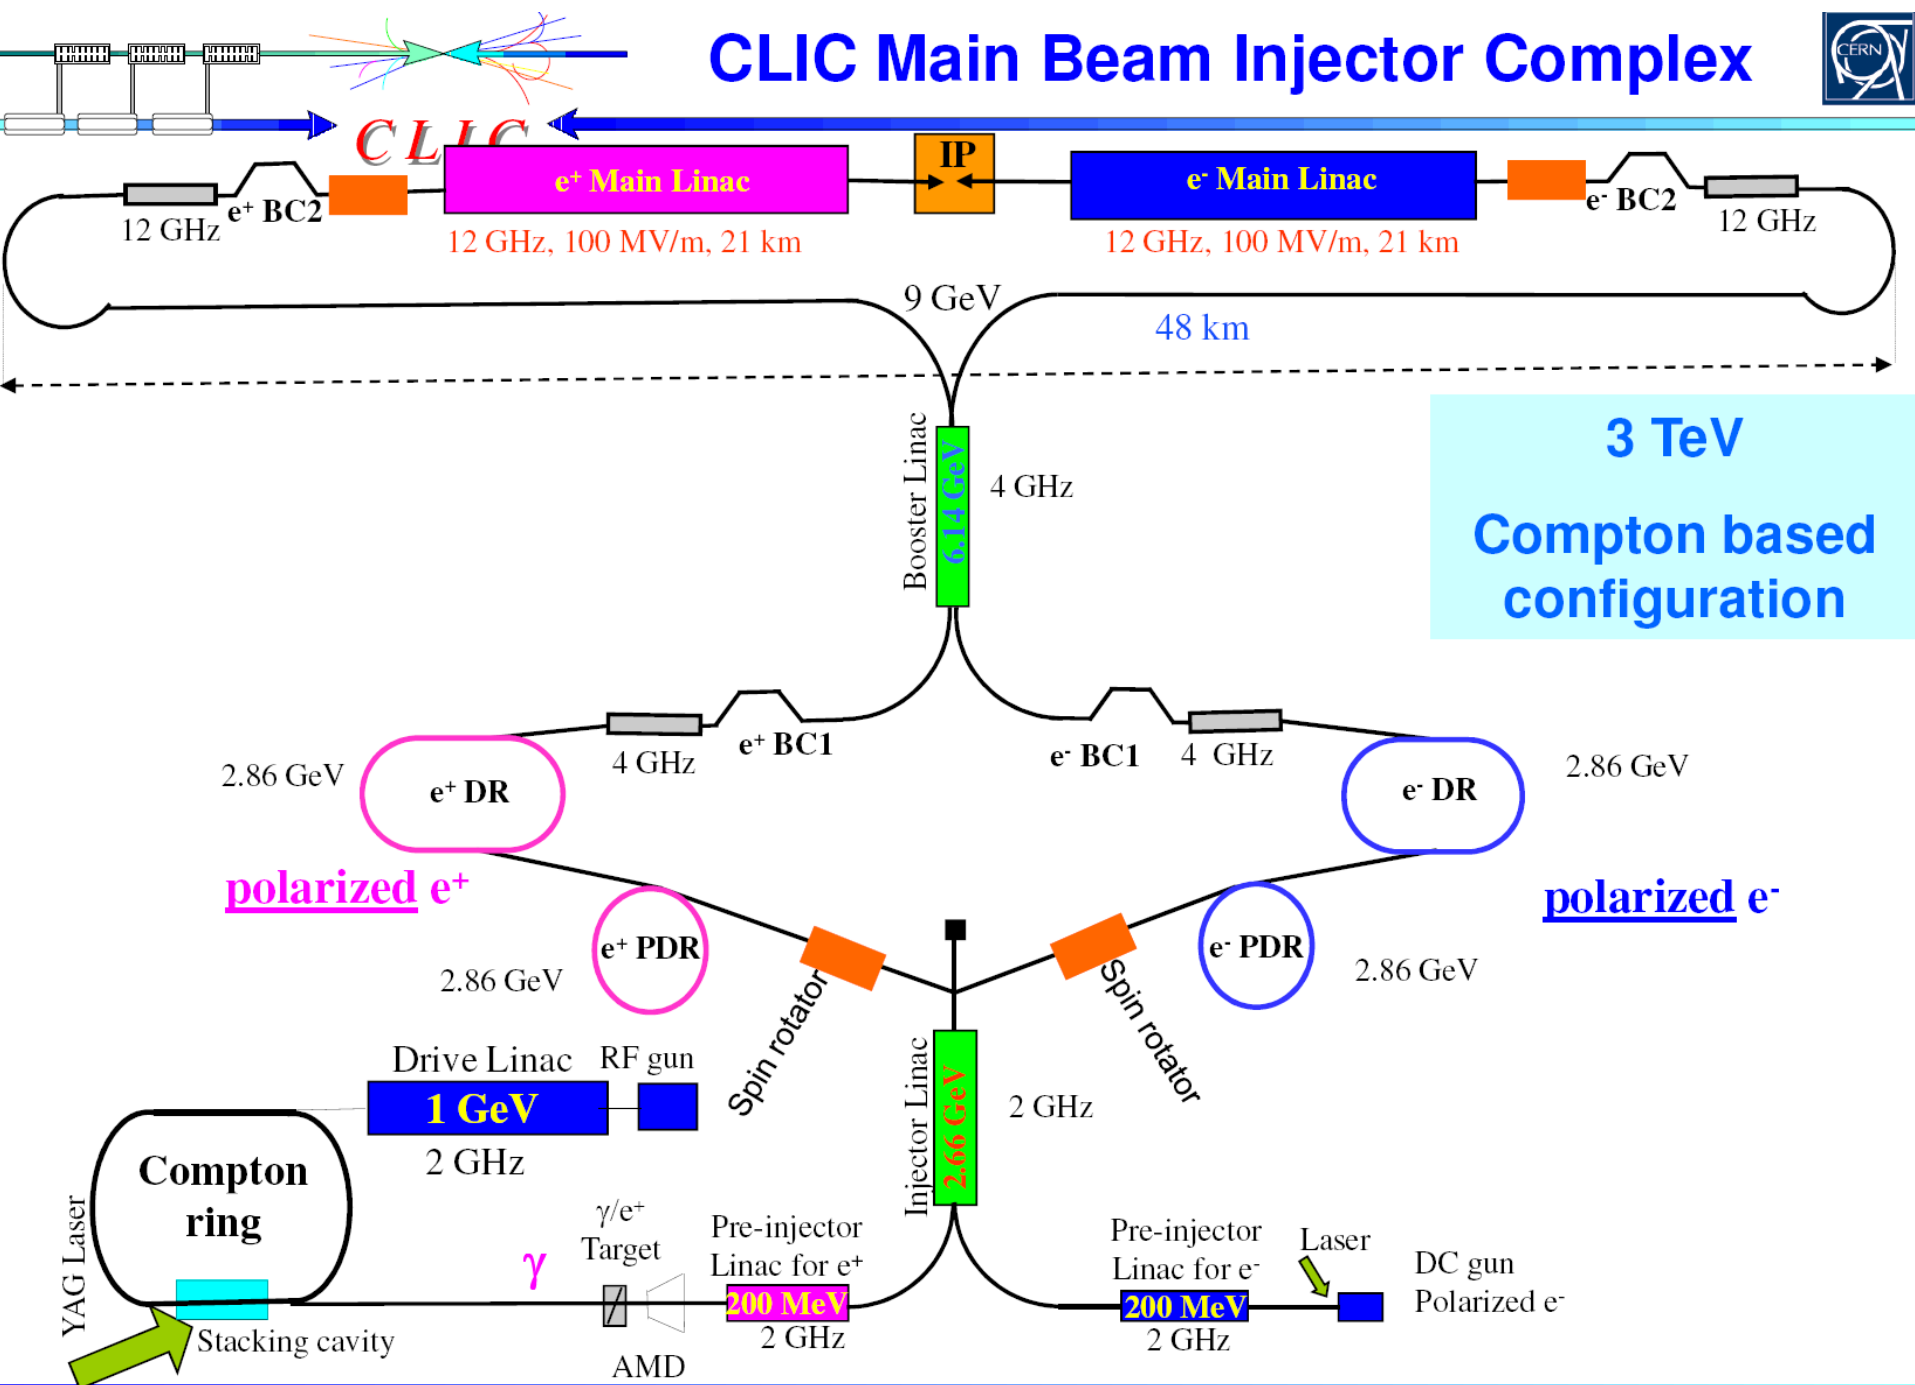 CLIC Main Beam Injector Complex
CERN
CLIC
IP
e⁺ Main Linac
e⁻ Main Linac
e⁺ BC2
e⁻ BC2
12 GHz
12 GHz
12 GHz, 100 MV/m, 21 km
12 GHz, 100 MV/m, 21 km
9 GeV
48 km
Booster Linac
6.14 GeV
4 GHz
3 TeV
Compton based
configuration
4 GHz
e⁺ BC1
e⁻ BC1
4 GHz
2.86 GeV
e⁺ DR
e⁻ DR
2.86 GeV
polarized e⁺
polarized e⁻
e⁺ PDR
e⁻ PDR
2.86 GeV
2.86 GeV
Spin rotator
Spin rotator
Drive Linac
RF gun
1 GeV
2 GHz
Injector Linac
2.66 GeV
2 GHz
Compton
ring
YAG Laser
Stacking cavity
γ
γ/e⁺
Target
AMD
Pre-injector
Linac for e⁺
200 MeV
2 GHz
Pre-injector
Linac for e⁻
200 MeV
2 GHz
Laser
DC gun
Polarized e⁻